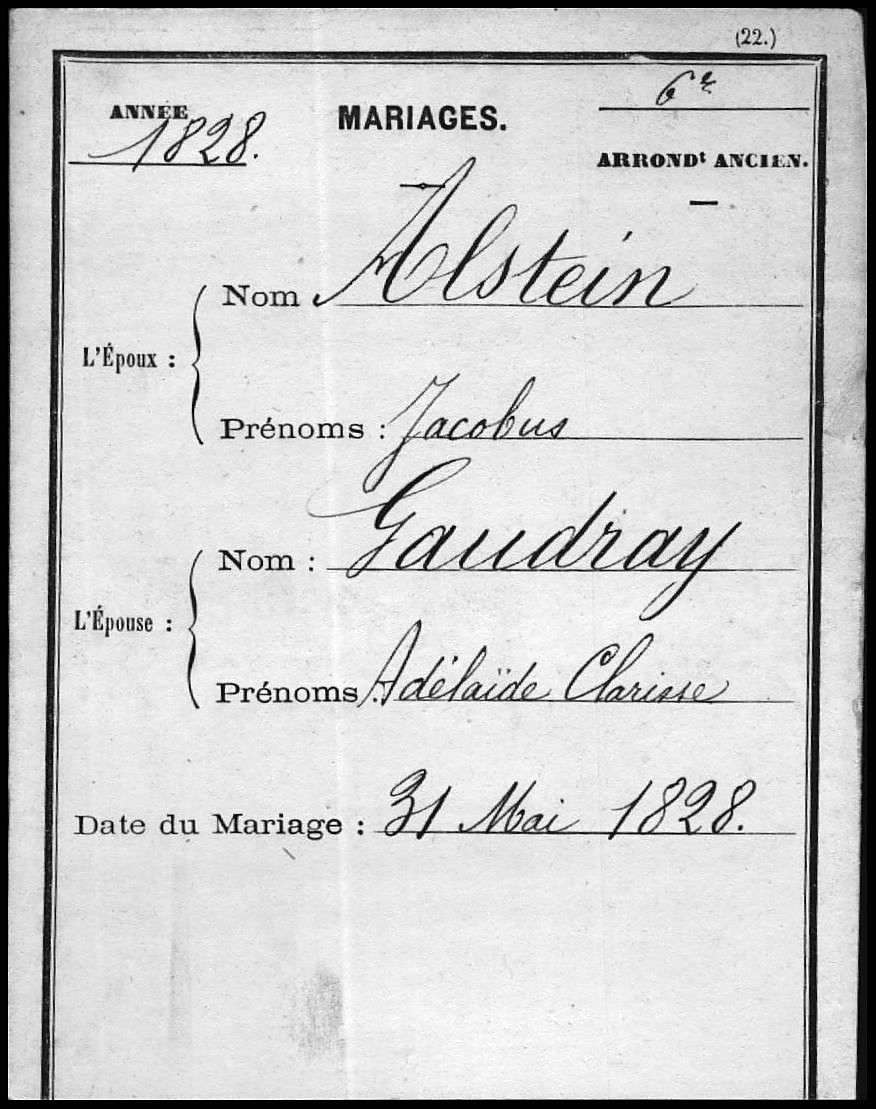 (22.)
ANNÉE
1828.
MARIAGES.
6e
ARRONDt ANCIEN.
L'Époux :
Nom Alstein
Prénoms : Jacobus
L'Épouse :
Nom : Gaudray
Prénoms Adélaïde Clarisse
Date du Mariage : 31 Mai 1828.